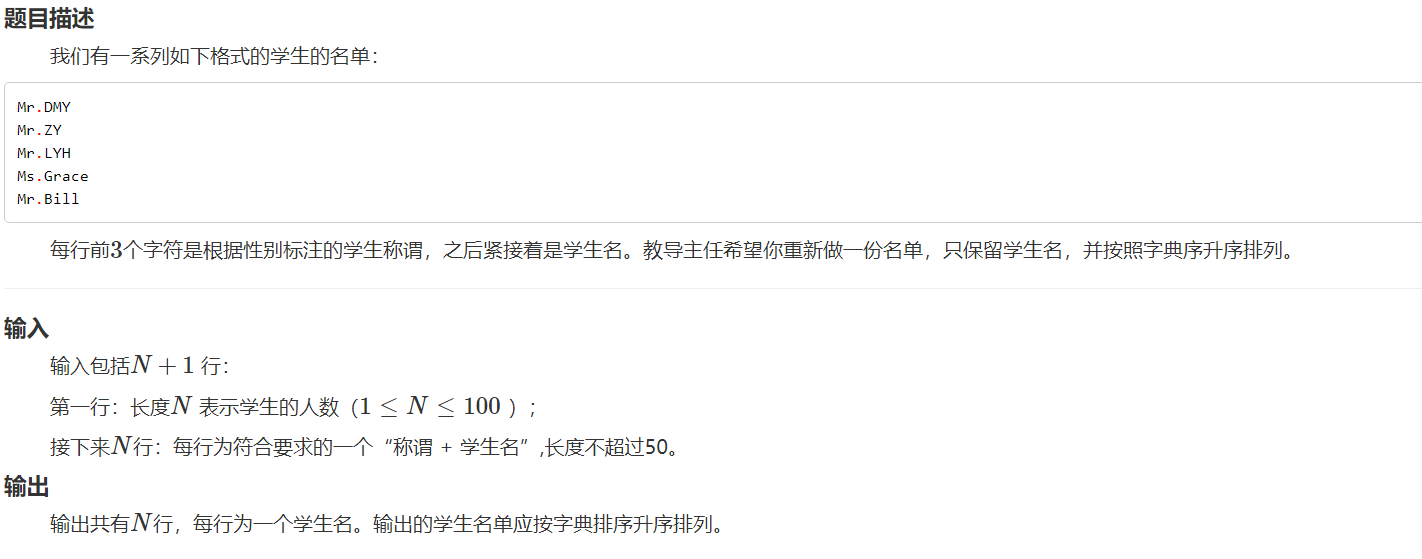 题目描述
我们有一系列如下格式的学生的名单：
Mr.DMY
Mr.ZY
Mr.LYH
Ms.Grace
Mr.Bill
每行前3个字符是根据性别标注的学生称谓，之后紧接着是学生名。教导主任希望你重新做一份名单，只保留学生名，并按照字典序升序排列。
输入
输入包括N + 1 行：
第一行：长度N 表示学生的人数（1 ≤ N ≤ 100 ）；
接下来N行：每行为符合要求的一个“称谓 + 学生名”,长度不超过50。
输出
输出共有N行，每行为一个学生名。输出的学生名单应按字典排序升序排列。